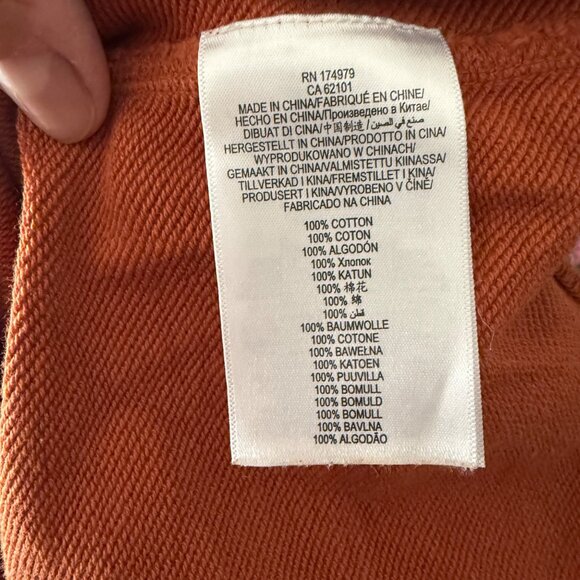 RN 174979
CA 62101
MADE IN CHINA/FABRIQUÉ EN CHINE/
HECHO EN CHINA/Произведено в Китае/
DIBUAT DI CINA/中国制造/صنع في الصين/
HERGESTELLT IN CHINA/PRODOTTO IN CINA/
WYPRODUKOWANO W CHINACH/
GEMAAKT IN CHINA/VALMISTETTU KIINASSA/
TILLVERKAD I KINA/FREMSTILLET I KINA/
PRODUSERT I KINA/VYROBENO V ČÍNĚ/
FABRICADO NA CHINA
100% COTTON
100% COTON
100% ALGODÓN
100% Хлопок
100% KATUN
100% 棉花
100% 綿
100% قطن
100% BAUMWOLLE
100% COTONE
100% BAWEŁNA
100% KATOEN
100% PUUVILLA
100% BOMULL
100% BOMULD
100% BOMULL
100% BAVLNA
100% ALGODÃO